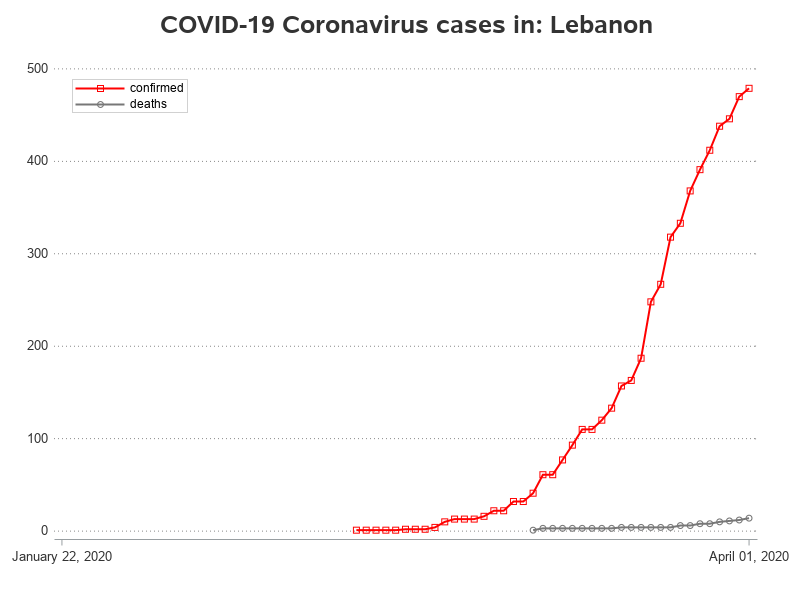 COVID-19 Coronavirus cases in: Lebanon
500
confirmed
deaths
400
300
200
100
0
January 22, 2020
April 01, 2020